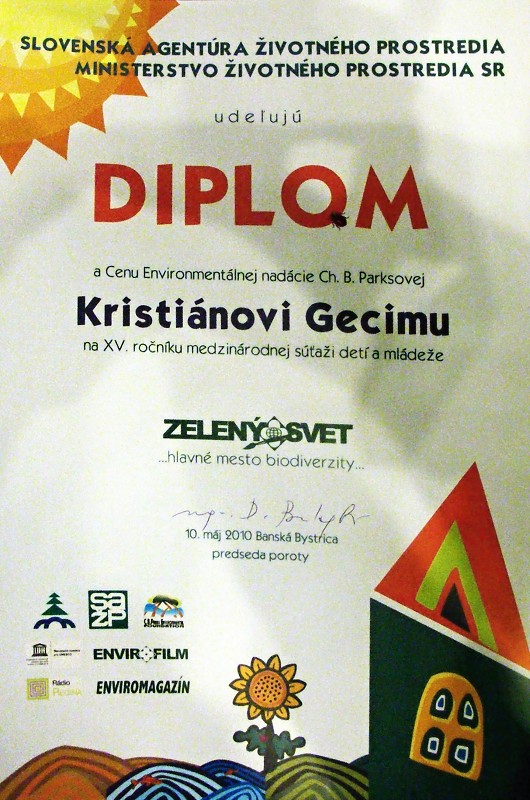 SLOVENSKÁ AGENTÚRA ŽIVOTNÉHO PROSTREDIA
MINISTERSTVO ŽIVOTNÉHO PROSTREDIA SR
udeľujú
DIPLOM
a Cenu Environmentálnej nadácie Ch. B. Parksovej
Kristiánovi Gecimu
na XV. ročníku medzinárodnej súťaži detí a mládeže
ZELENÝ SVET
...hlavné mesto biodiverzity...
10. máj 2010 Banská Bystrica
predseda poroty
sažp
FOUNDATION
ENVIROFILM
Rádio
Regina
ENVIROMAGAZÍN